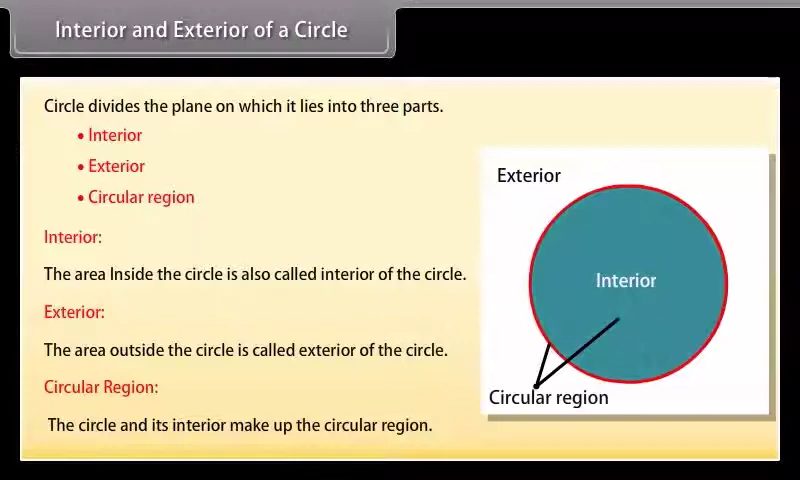 Interior and Exterior of a Circle
Circle divides the plane on which it lies into three parts.
• Interior
• Exterior
• Circular region
Interior:
The area Inside the circle is also called interior of the circle.
Exterior:
The area outside the circle is called exterior of the circle.
Circular Region:
The circle and its interior make up the circular region.
Exterior
Interior
Circular region